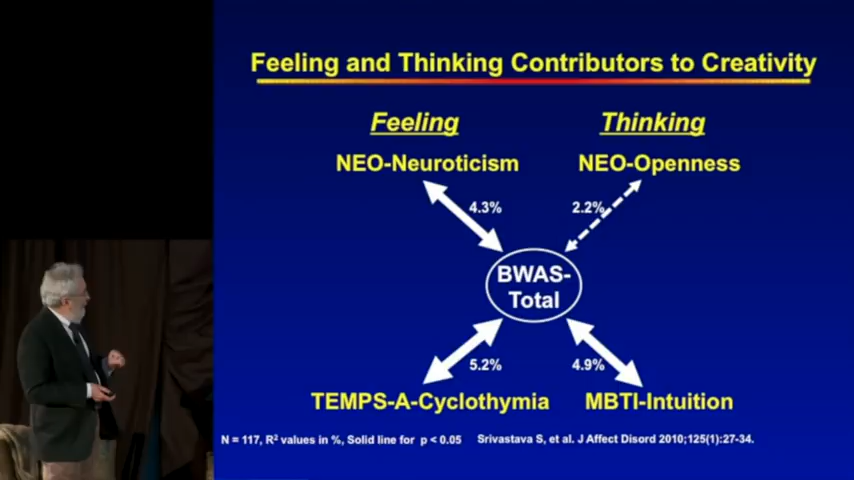 Feeling and Thinking Contributors to Creativity
Feeling
Thinking
NEO-Neuroticism
NEO-Openness
4.3%
2.2%
BWAS-
Total
5.2%
4.9%
TEMPS-A-Cyclothymia
MBTI-Intuition
N = 117, R² values in %, Solid line for p < 0.05
Srivastava S, et al. J Affect Disord 2010;125(1):27-34.